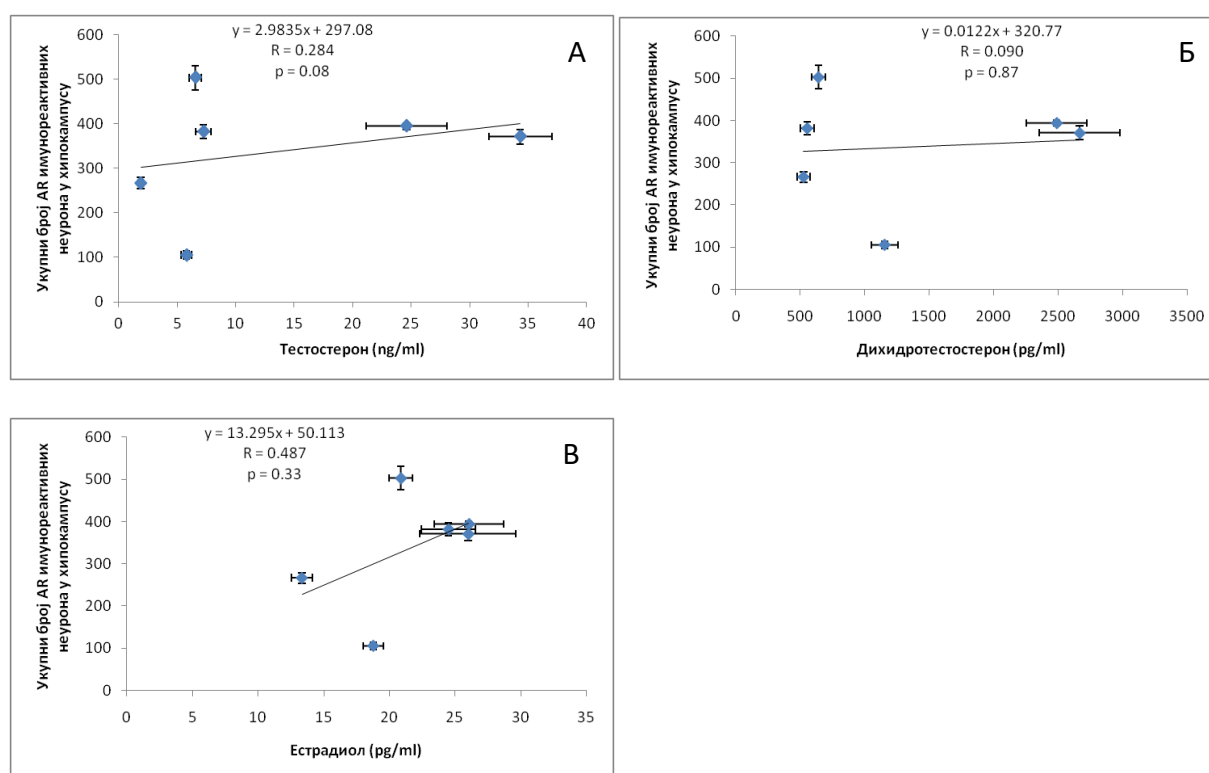 y = 2.9835x + 297.08
R = 0.284
p = 0.08
А
Укупни број AR имунореактивних
неурона у хипокампусу
600
500
400
300
200
100
0
0 5 10 15 20 25 30 35 40
Тестостерон (ng/ml)
y = 0.0122x + 320.77
R = 0.090
p = 0.87
Б
Укупни број AR имунореактивних
неурона у хипокампусу
600
500
400
300
200
100
0
0 500 1000 1500 2000 2500 3000 3500
Дихидротестостерон (pg/ml)
y = 13.295x + 50.113
R = 0.487
p = 0.33
В
Укупни број AR имунореактивних
неурона у хипокампусу
600
500
400
300
200
100
0
0 5 10 15 20 25 30 35
Естрадиол (pg/ml)